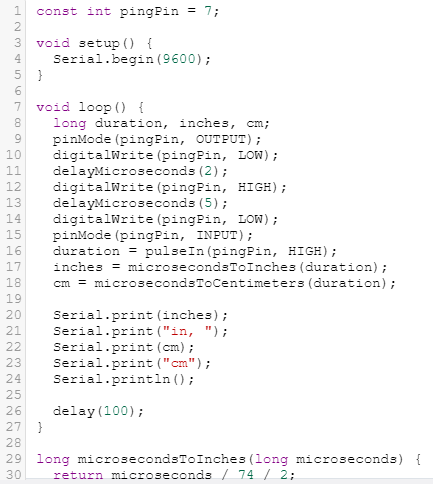 1 const int pingPin = 7;
2
3 void setup() {
4   Serial.begin(9600);
5 }
6
7 void loop() {
8   long duration, inches, cm;
9   pinMode(pingPin, OUTPUT);
10   digitalWrite(pingPin, LOW);
11   delayMicroseconds(2);
12   digitalWrite(pingPin, HIGH);
13   delayMicroseconds(5);
14   digitalWrite(pingPin, LOW);
15   pinMode(pingPin, INPUT);
16   duration = pulseIn(pingPin, HIGH);
17   inches = microsecondsToInches(duration);
18   cm = microsecondsToCentimeters(duration);
19
20   Serial.print(inches);
21   Serial.print("in, ");
22   Serial.print(cm);
23   Serial.print("cm");
24   Serial.println();
25
26   delay(100);
27 }
28
29 long microsecondsToInches(long microseconds) {
30   return microseconds / 74 / 2;